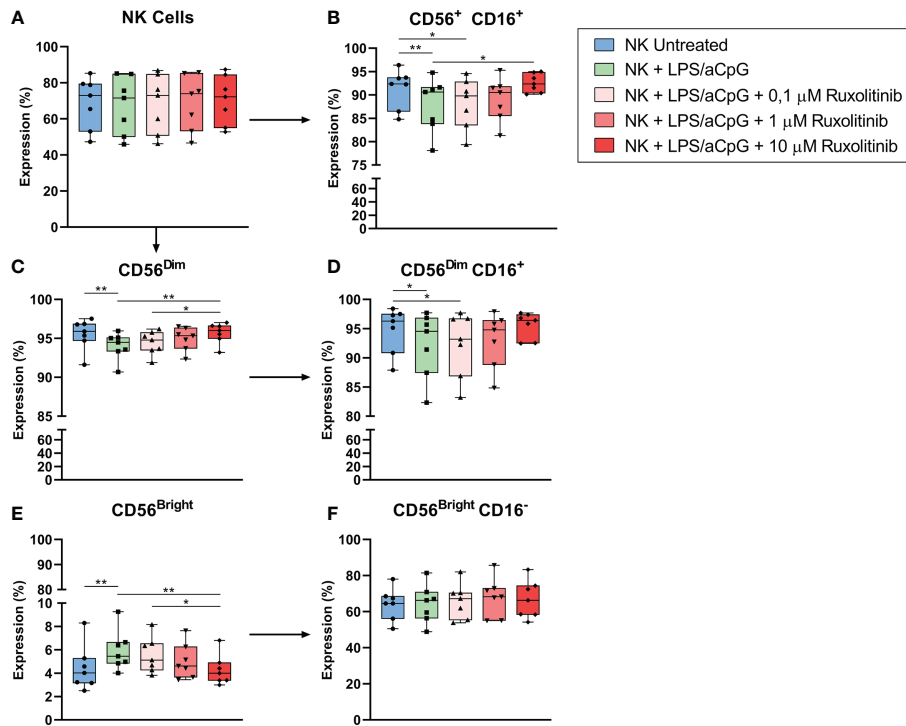 A
NK Cells
Expression (%)
100
80
60
40
20
0
B
CD56+ CD16+
Expression (%)
100
95
90
85
80
75
60
40
20
0
*
**
*
NK Untreated
NK + LPS/aCpG
NK + LPS/aCpG + 0,1 μM Ruxolitinib
NK + LPS/aCpG + 1 μM Ruxolitinib
NK + LPS/aCpG + 10 μM Ruxolitinib
C
CD56Dim
Expression (%)
100
95
90
85
60
40
20
0
**
**
*
D
CD56Dim CD16+
Expression (%)
100
95
90
85
80
60
40
20
0
*
*
E
CD56Bright
Expression (%)
100
90
80
10
8
6
4
2
0
**
**
*
F
CD56Bright CD16-
Expression (%)
100
80
60
40
20
0